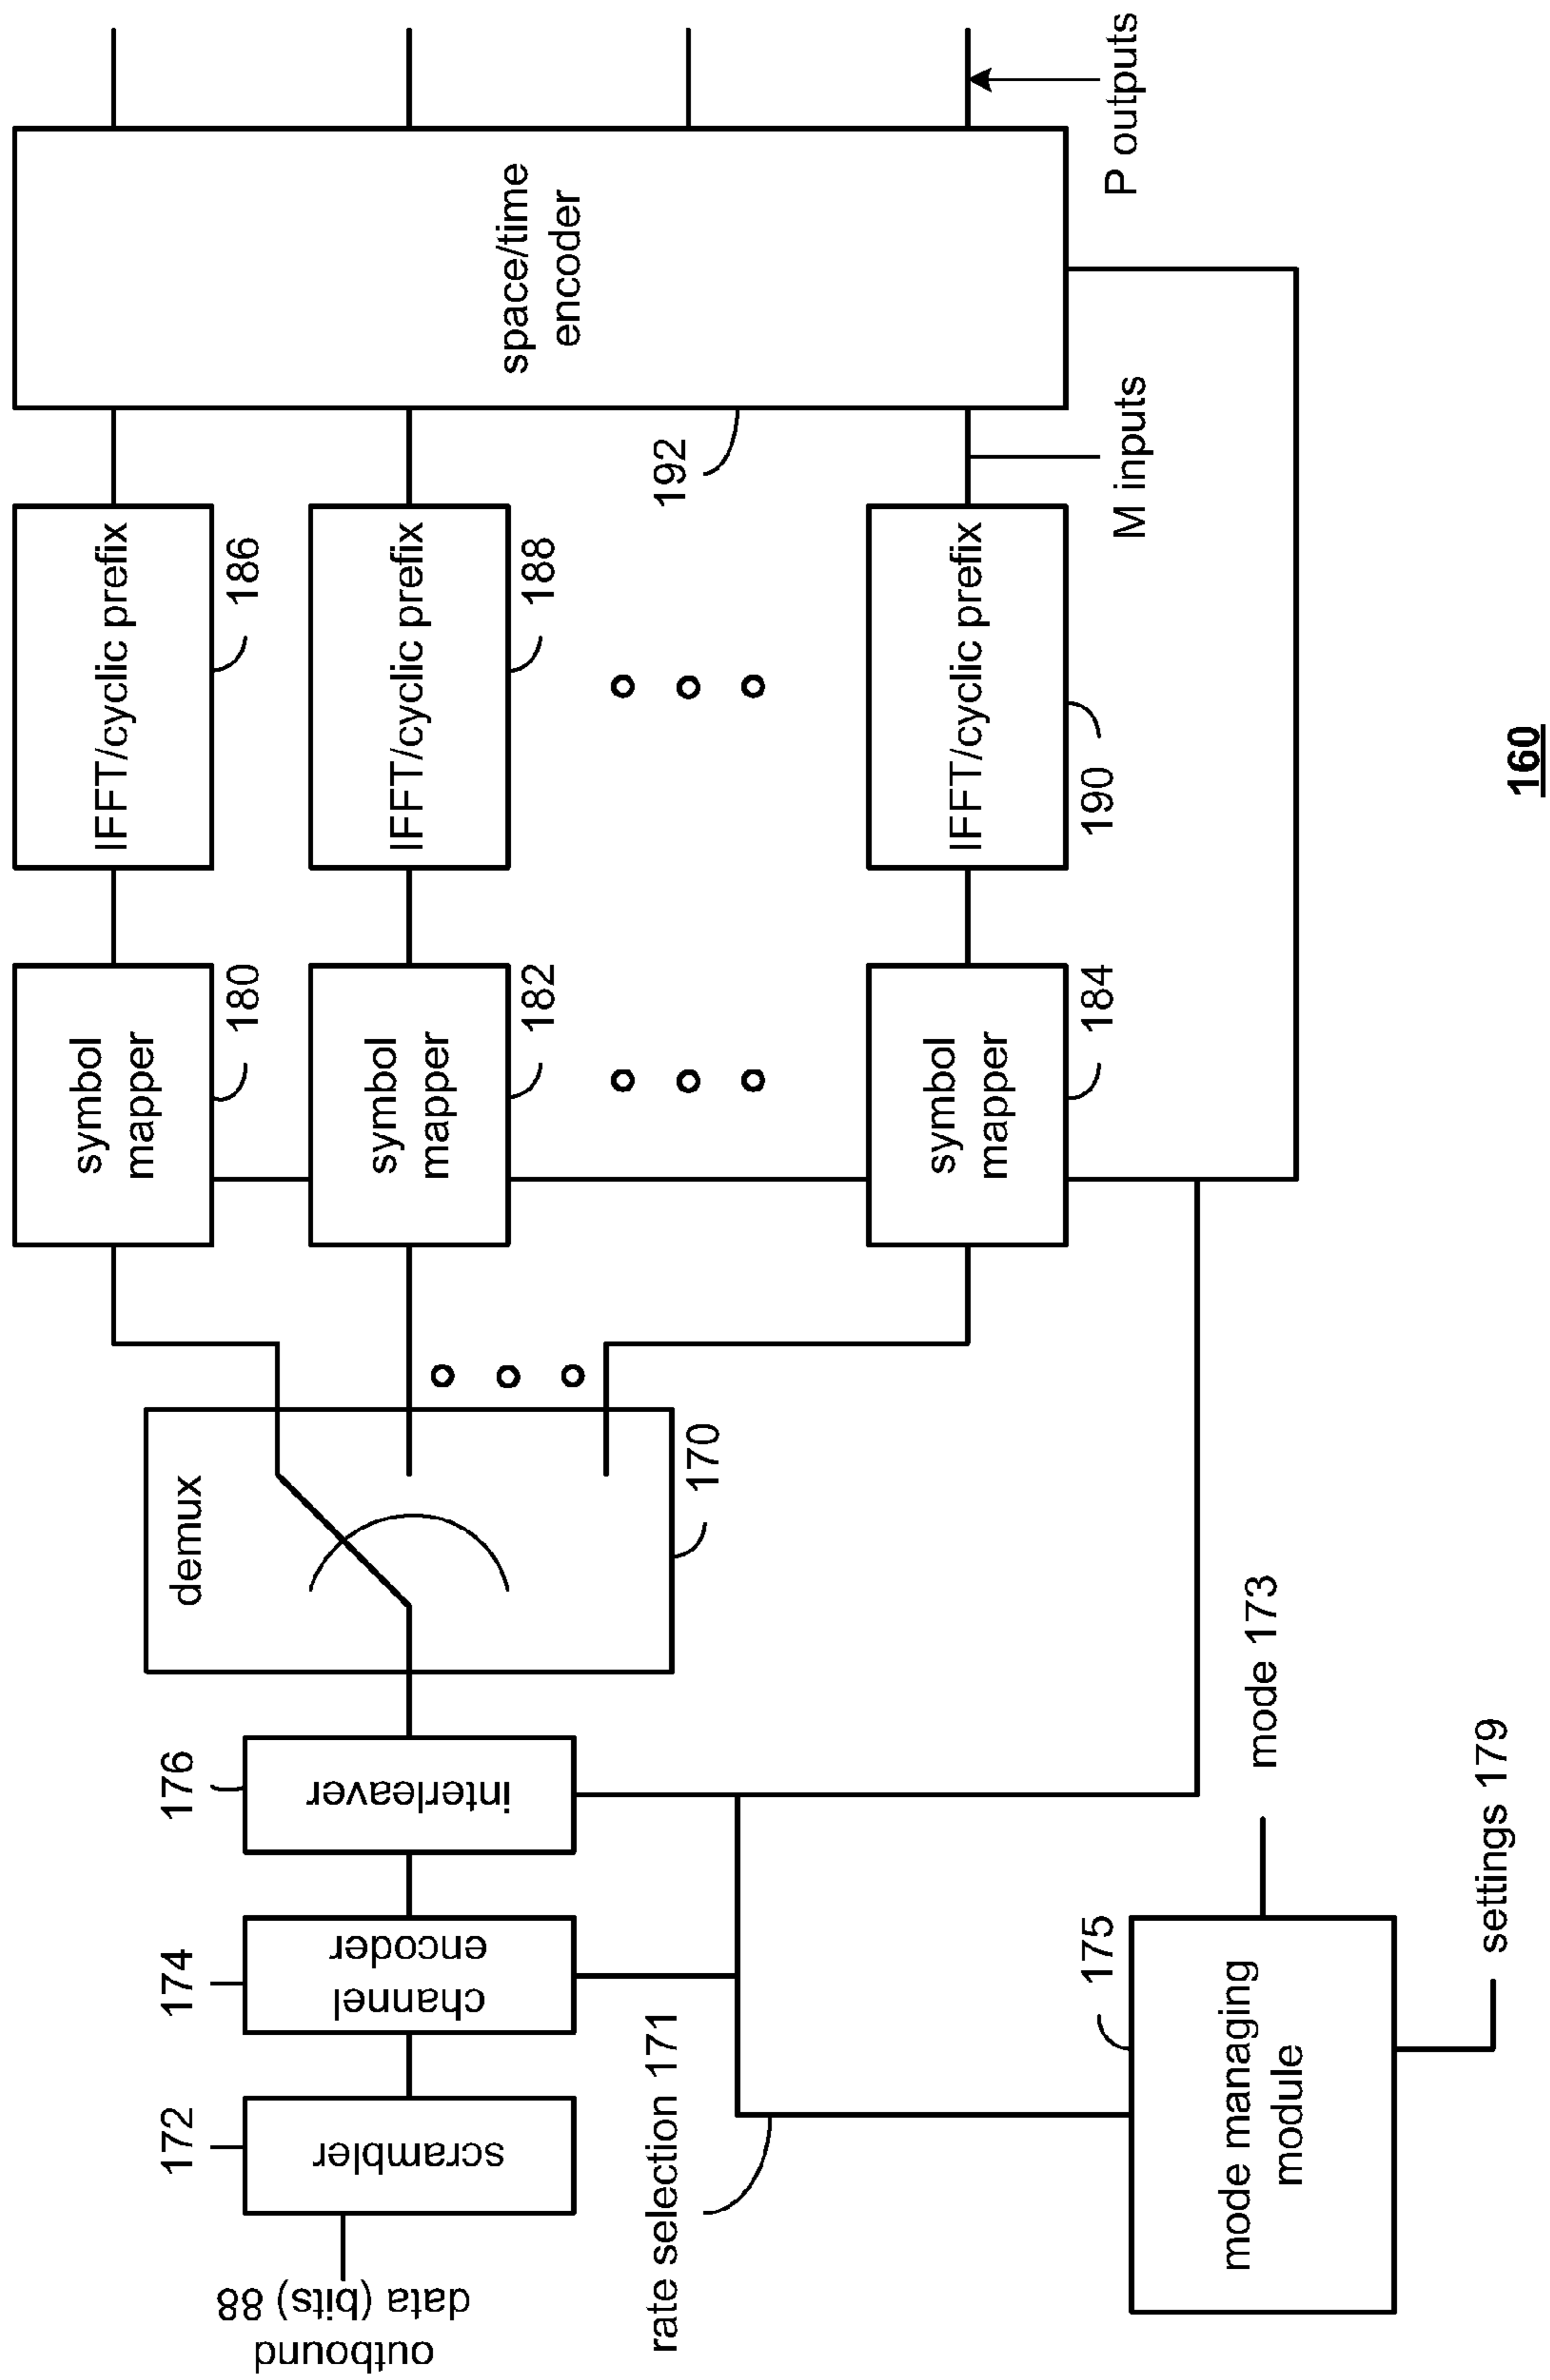 outbound
data (bits) 88
172
scrambler
174
channel
encoder
176
interleaver
demux
170
symbol
mapper
180
symbol
mapper
182
symbol
mapper
184
IFFT/cyclic prefix
186
IFFT/cyclic prefix
188
IFFT/cyclic prefix
190
192
M inputs
space/time
encoder
P outputs
rate selection 171
mode managing
module
175
mode 173
settings 179
160